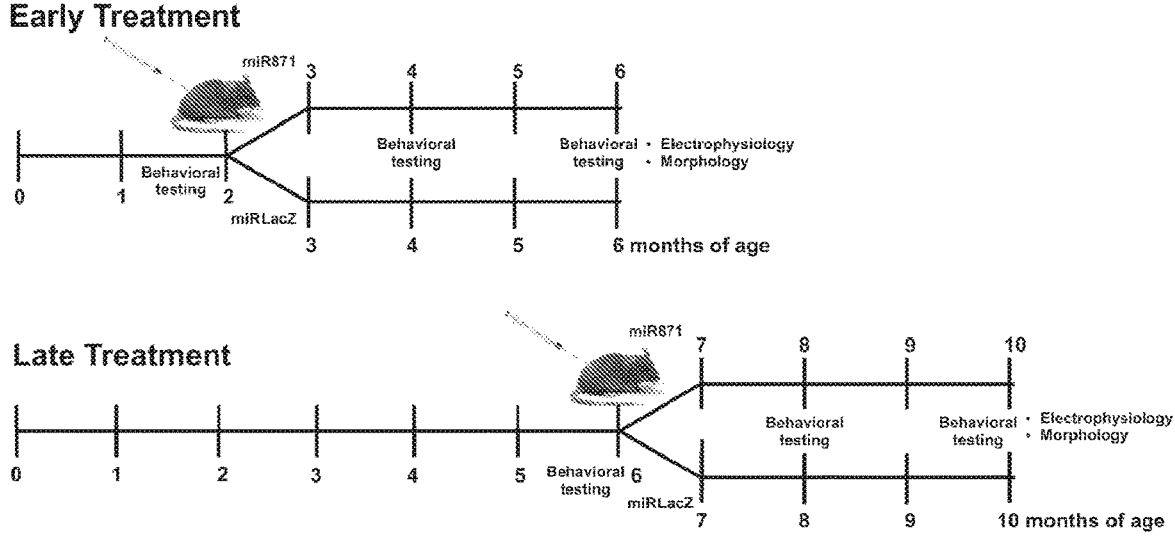 Early Treatment
miR871
3 4 5 6
Behavioral
testing
Behavioral
testing
Behavioral
testing
• Electrophysiology
• Morphology
0 1 2
miRLacZ
3 4 5 6 months of age
Late Treatment
miR871
7 8 9 10
Behavioral
testing
Behavioral
testing
Behavioral
testing
• Electrophysiology
• Morphology
0 1 2 3 4 5 6
miRLacZ
7 8 9 10 months of age